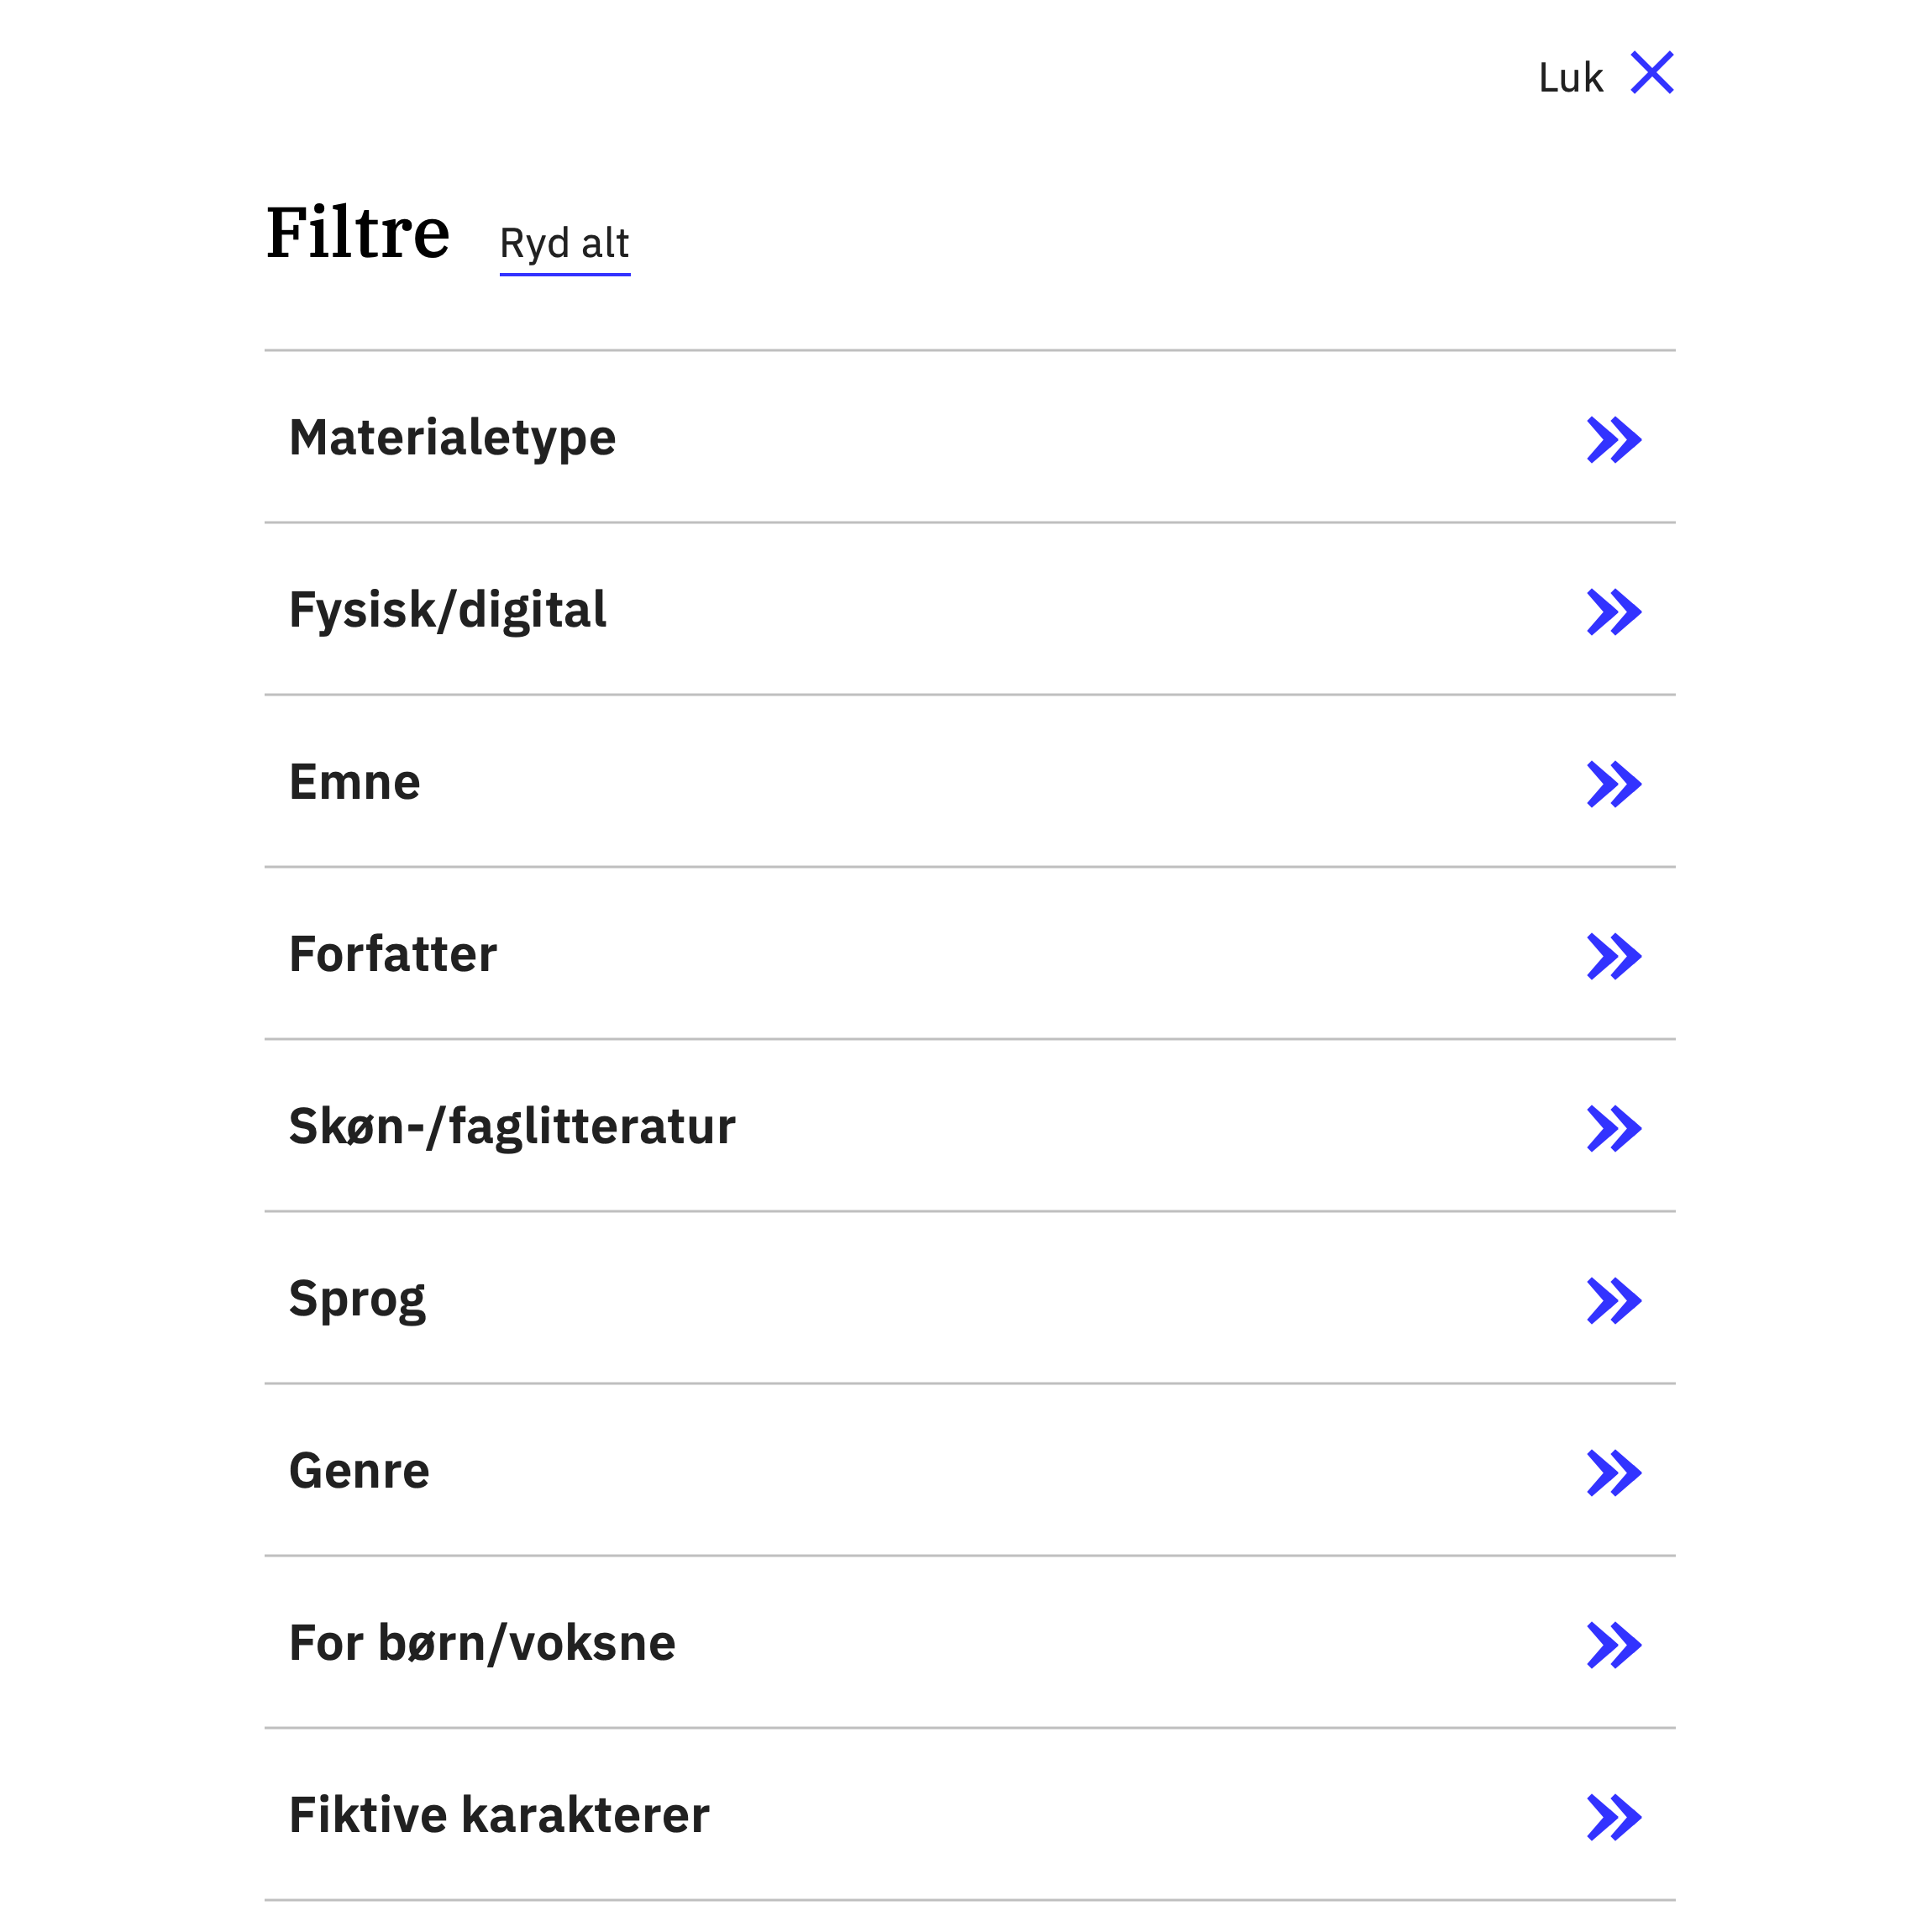 Luk
Filtre Ryd alt
Materialetype
Fysisk/digital
Emne
Forfatter
Skøn-/faglitteratur
Sprog
Genre
For børn/voksne
Fiktive karakterer